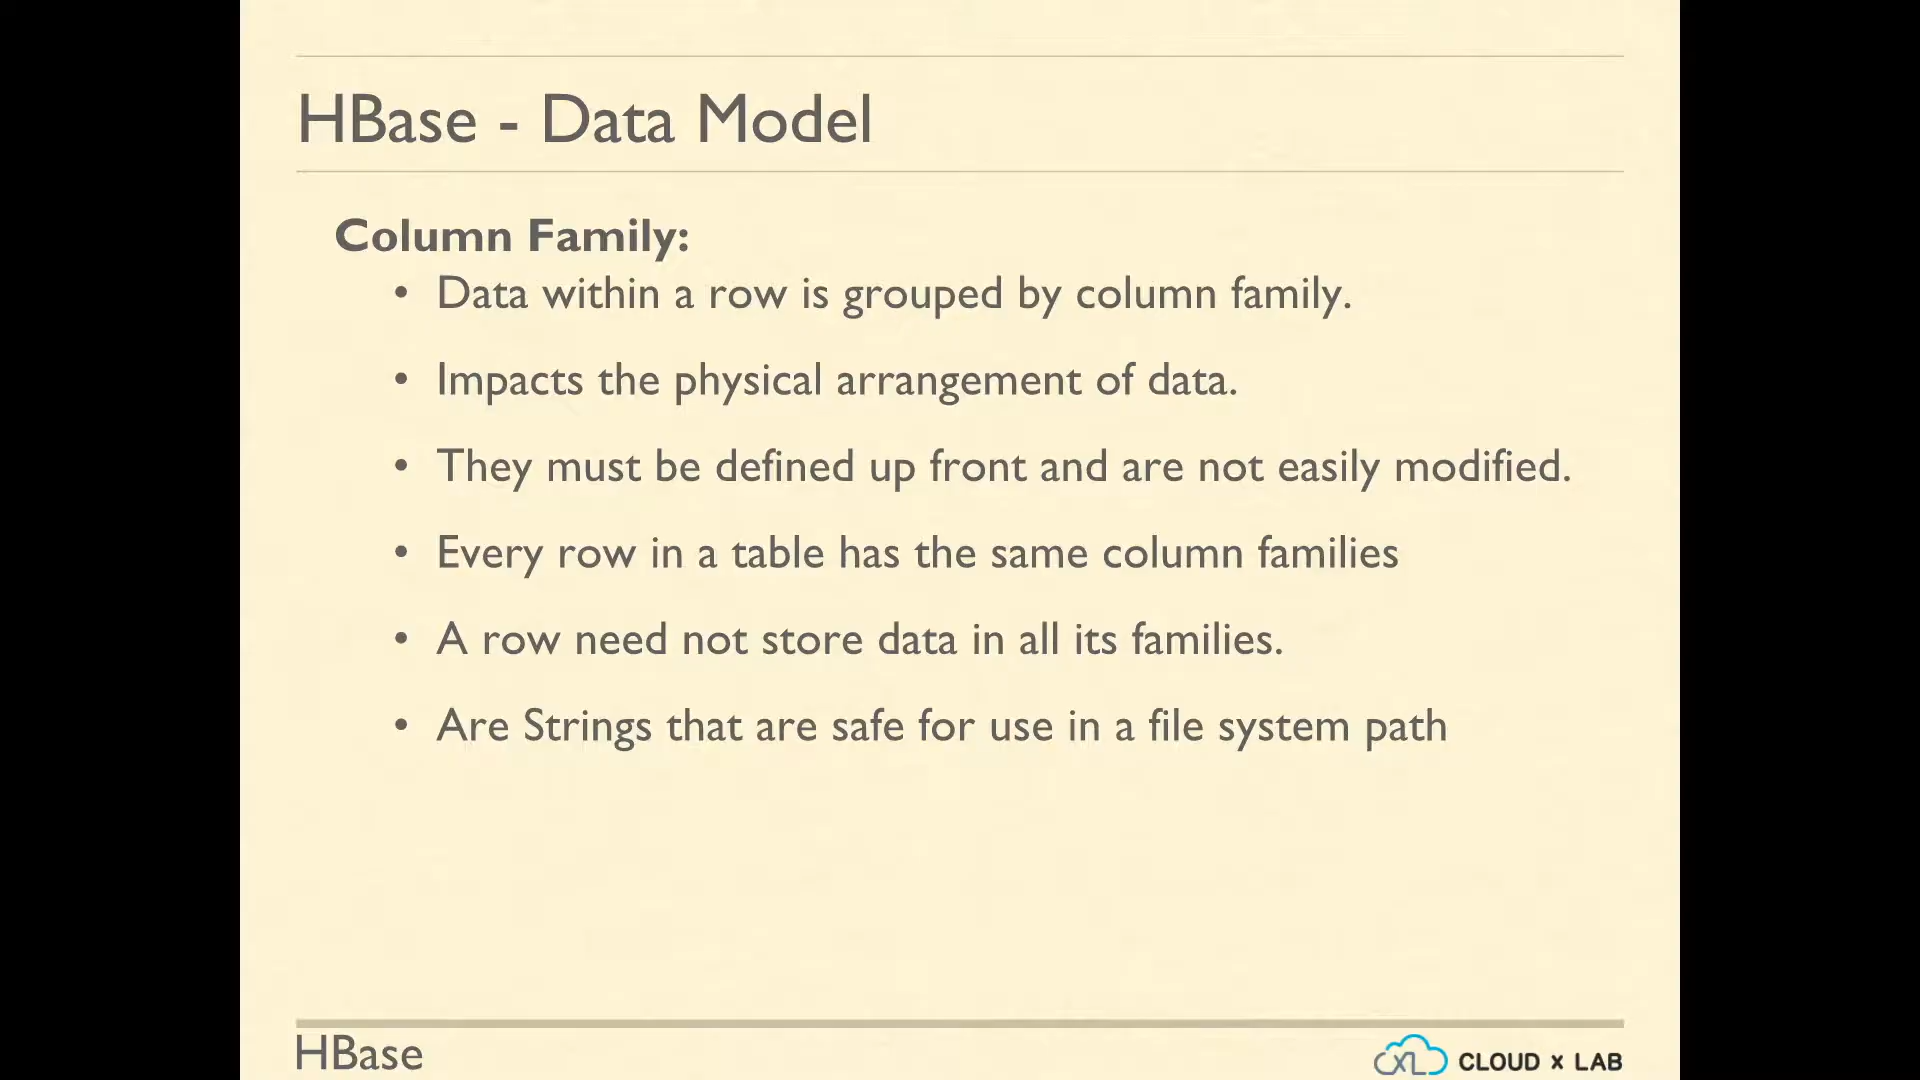 HBase - Data Model
Column Family:
• Data within a row is grouped by column family.
• Impacts the physical arrangement of data.
• They must be defined up front and are not easily modified.
• Every row in a table has the same column families
• A row need not store data in all its families.
• Are Strings that are safe for use in a file system path
HBase
CXL CLOUD x LAB